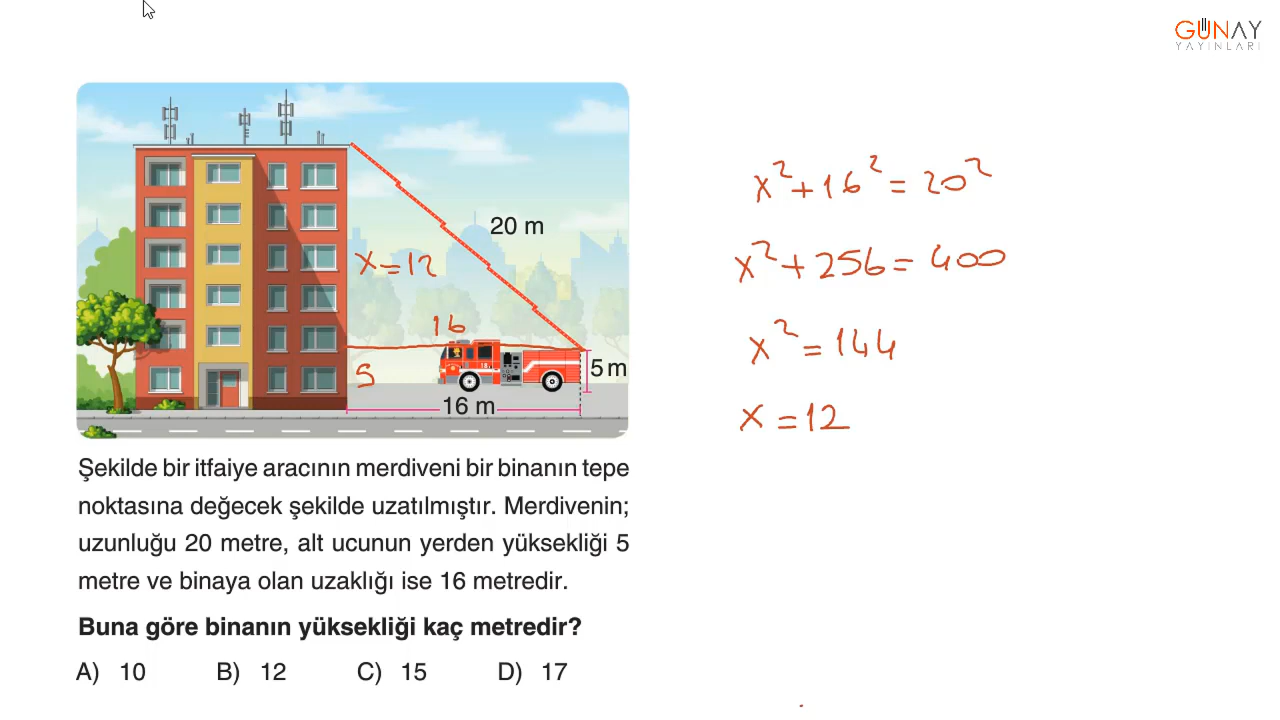 GÜNAY
YAYINLARI
20 m
x=12
16
5
5 m
16 m
x²+16²=20²
x²+256=400
x²=144
x=12
Şekilde bir itfaiye aracının merdiveni bir binanın tepe
noktasına değecek şekilde uzatılmıştır. Merdivenin;
uzunluğu 20 metre, alt ucunun yerden yüksekliği 5
metre ve binaya olan uzaklığı ise 16 metredir.
Buna göre binanın yüksekliği kaç metredir?
A) 10 B) 12 C) 15 D) 17